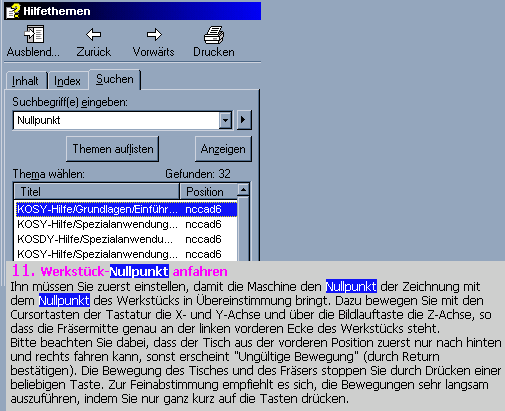 Hilfethemen
Ausblend... Zurück Vorwärts Drucken
Inhalt Index Suchen
Suchbegriff(e) eingeben:
Nullpunkt
Themen auflisten Anzeigen
Thema wählen: Gefunden: 32
Titel Position
KOSY-Hilfe/Grundlagen/Einführ... nccad6
KOSY-Hilfe/Spezialanwendung... nccad6
KOSDY-Hilfe/Spezialanwendu... nccad6
KOSY-Hilfe/Spezialanwendung... nccad6
11. Werkstück-Nullpunkt anfahren
Ihn müssen Sie zuerst einstellen, damit die Maschine den Nullpunkt der Zeichnung mit
dem Nullpunkt des Werkstücks in Übereinstimmung bringt. Dazu bewegen Sie mit den
Cursortasten der Tastatur die X- und Y-Achse und über die Bildlauftaste die Z-Achse, so
dass die Fräsermitte genau an der linken vorderen Ecke des Werkstücks steht.
Bitte beachten Sie dabei, dass der Tisch aus der vorderen Position zuerst nur nach hinten
und rechts fahren kann, sonst erscheint "Ungültige Bewegung" (durch Return
bestätigen). Die Bewegung des Tisches und des Fräsers stoppen Sie durch Drücken einer
beliebigen Taste. Zur Feinabstimmung empfiehlt es sich, die Bewegungen sehr langsam
auszuführen, indem Sie nur ganz kurz auf die Tasten drücken.